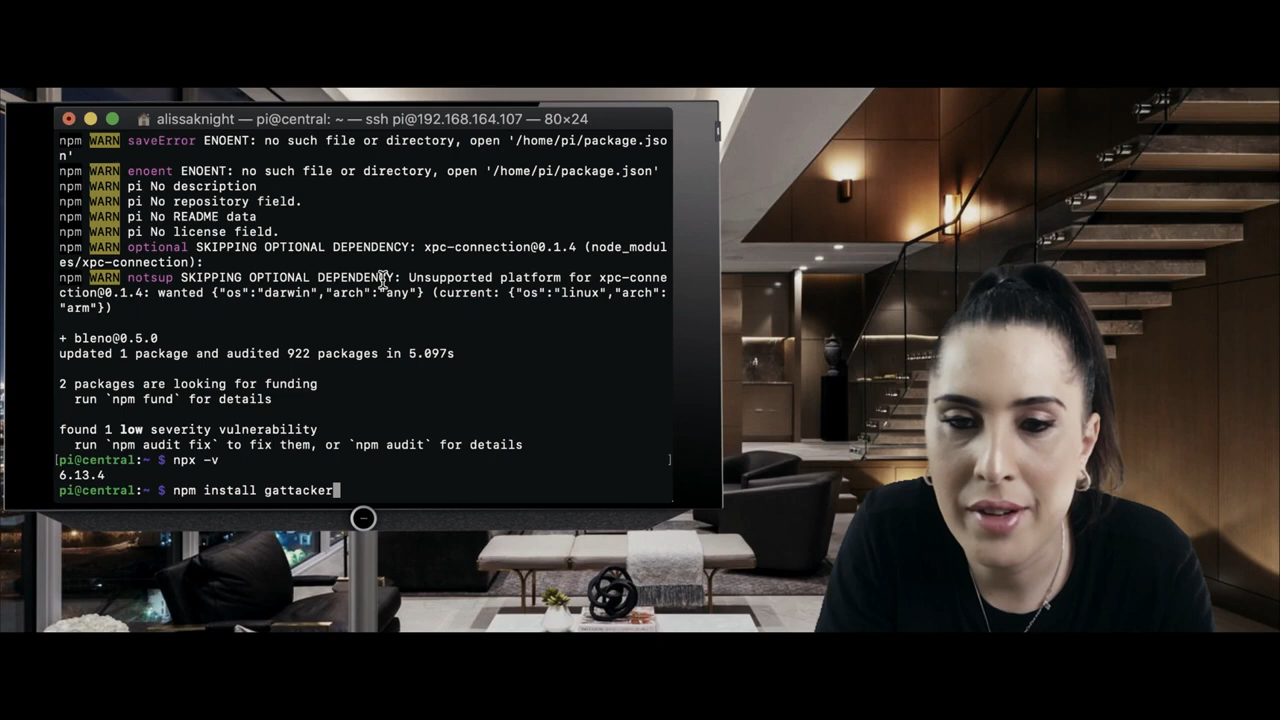 alissaknight — pi@central: ~ — ssh pi@192.168.164.107 — 80×24
npm WARN saveError ENOENT: no such file or directory, open '/home/pi/package.jso
n'
npm WARN enoent ENOENT: no such file or directory, open '/home/pi/package.json'
npm WARN pi No description
npm WARN pi No repository field.
npm WARN pi No README data
npm WARN pi No license field.
npm WARN optional SKIPPING OPTIONAL DEPENDENCY: xpc-connection@0.1.4 (node_modul
es/xpc-connection):
npm WARN notsup SKIPPING OPTIONAL DEPENDENCY: Unsupported platform for xpc-conne
ction@0.1.4: wanted {"os":"darwin","arch":"any"} (current: {"os":"linux","arch":
"arm"})
+ bleno@0.5.0
updated 1 package and audited 922 packages in 5.097s
2 packages are looking for funding
run `npm fund` for details
found 1 low severity vulnerability
run `npm audit fix` to fix them, or `npm audit` for details
[pi@central:~ $ npx -v ]
6.13.4
pi@central:~ $ npm install gattacker